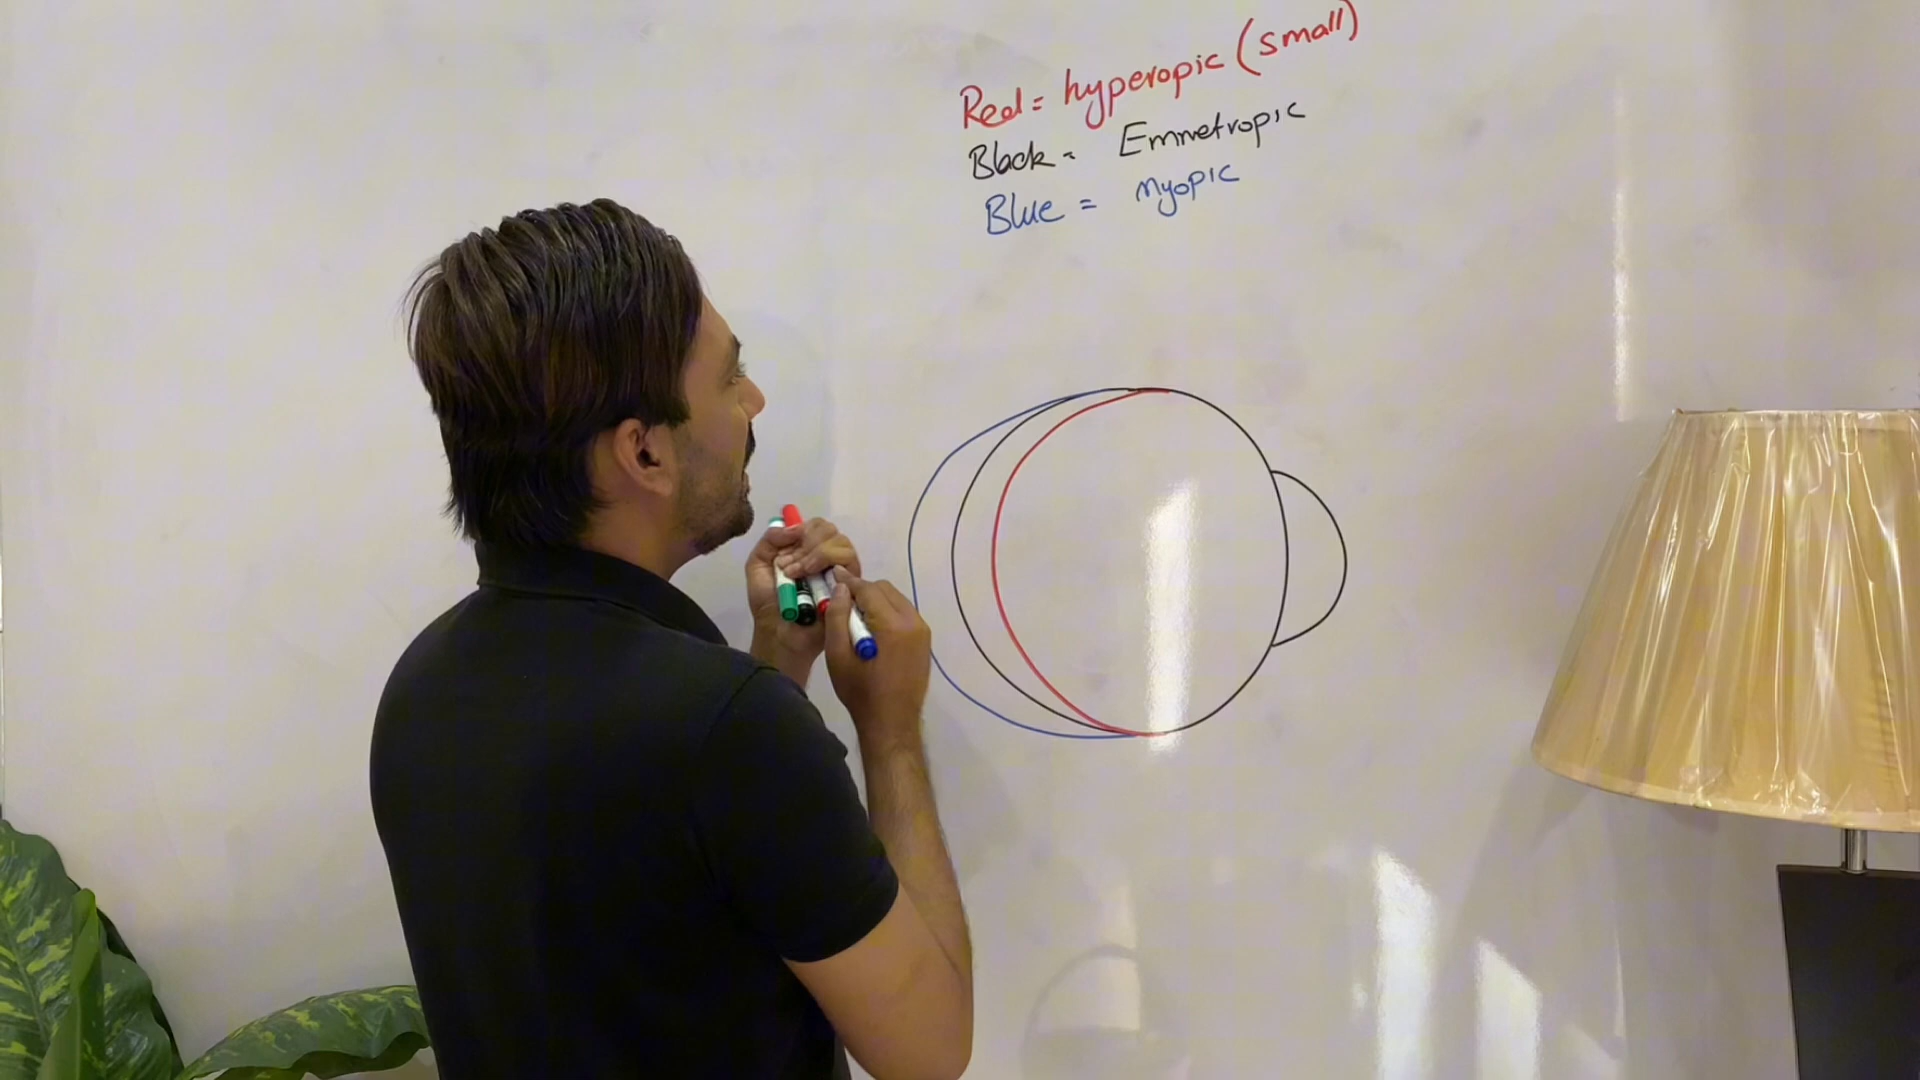 Red = hyperopic (small)
Black = Emmetropic
Blue = myopic